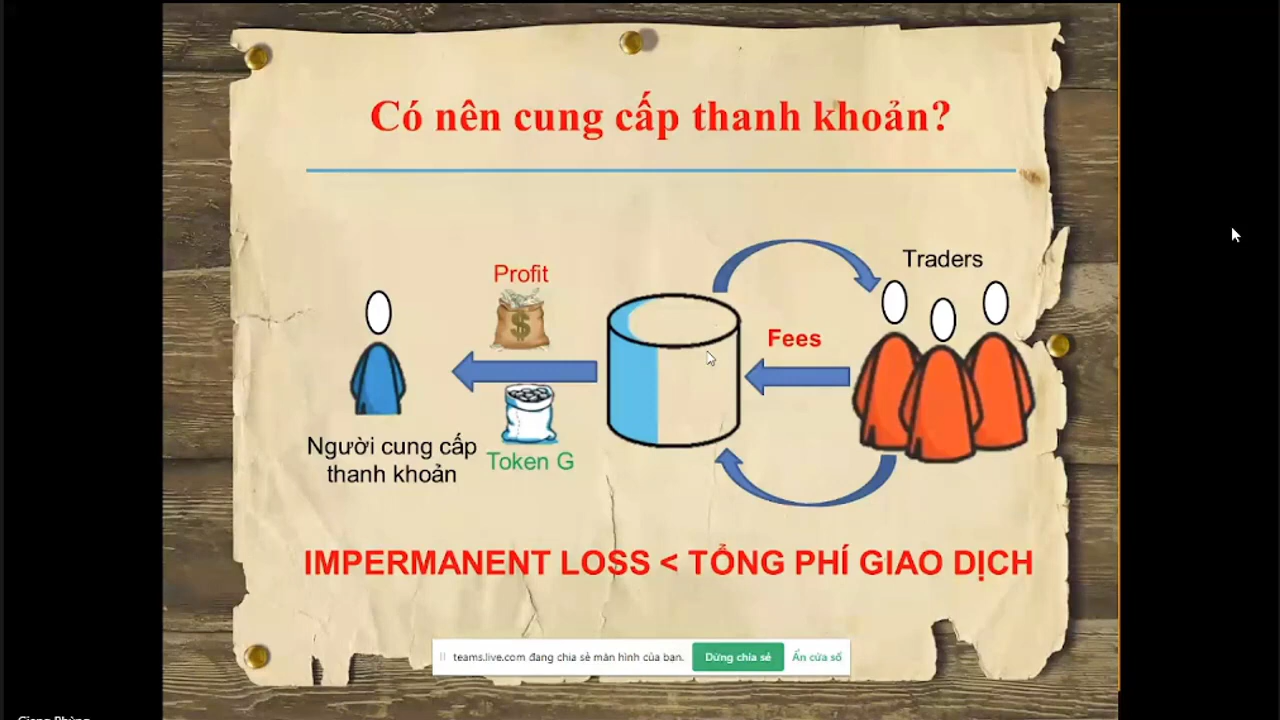 Có nên cung cấp thanh khoản?
Traders
Profit
$
Fees
Người cung cấp
thanh khoản
Token G
IMPERMANENT LOSS < TỔNG PHÍ GIAO DỊCH
teams.live.com đang chia sẻ màn hình của bạn.
Dừng chia sẻ
Ẩn cửa sổ